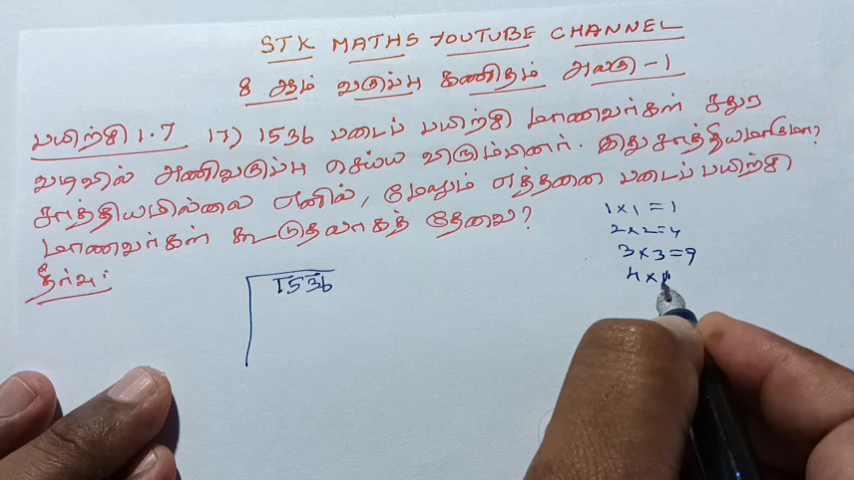 STK MATHS YOUTUBE CHANNEL
8 ஆம் வகுப்பு கணிதம் அலகு - 1
பயிற்சி 1.7 17) 1536 படைப் பயிற்சி மாணவர்கள் சதுர
வடிவில் அணிவகுப்பு செய்ய விரும்பினர். இது சாத்தியமாகுமோ?
சாத்தியமில்லை எனில், மேலும் எத்தனை படைப் பயிற்சி
மாணவர்கள் கூடுதலாகத் தேவை?
தீர்வு:
1536
1 x 1 = 1
2 x 2 = 4
3 x 3 = 9
4 x